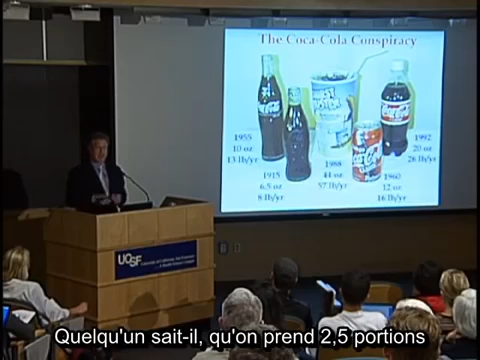 The Coca-Cola Conspiracy
1955
10 oz
13 lb/yr
1992
20 oz
26 lb/yr
1988
44 oz
57 lb/yr
1915
6.5 oz
8 lb/yr
1960
12 oz
16 lb/yr
UCSF
Quelqu'un sait-il, qu'on prend 2,5 portions